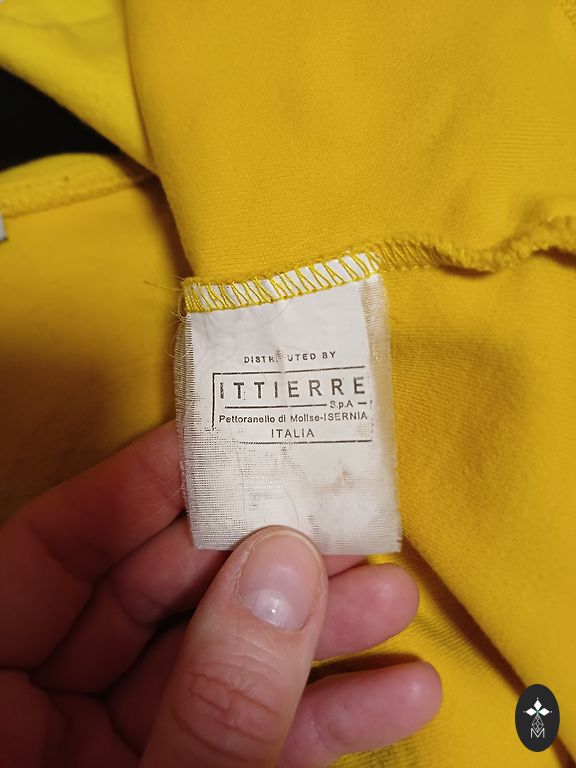 DISTRIBUTED BY
ITTIERRE
S.p.A
Pettoranello di Molise-ISERNIA
ITALIA
M